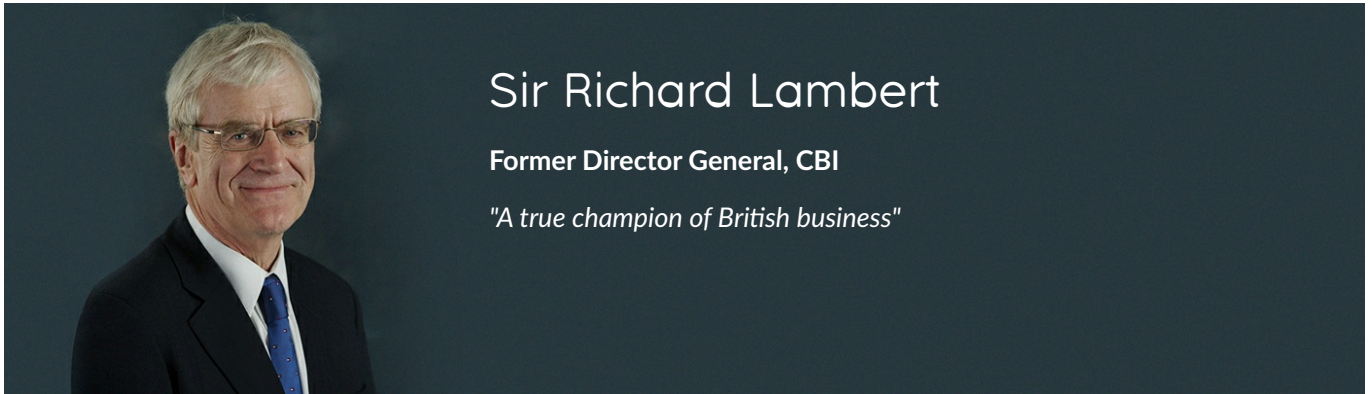 Sir Richard Lambert
Former Director General, CBI
"A true champion of British business"